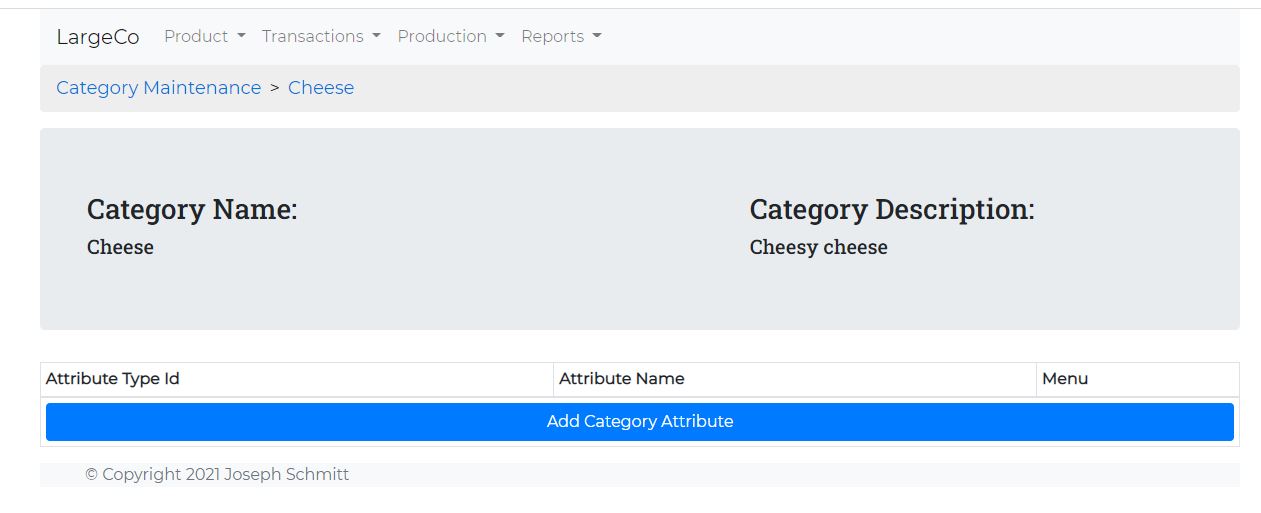 LargeCo Product Transactions Production Reports
Category Maintenance > Cheese
Category Name: Category Description:
Cheese Cheesy cheese
Attribute Type Id Attribute Name Menu
Add Category Attribute
© Copyright 2021 Joseph Schmitt